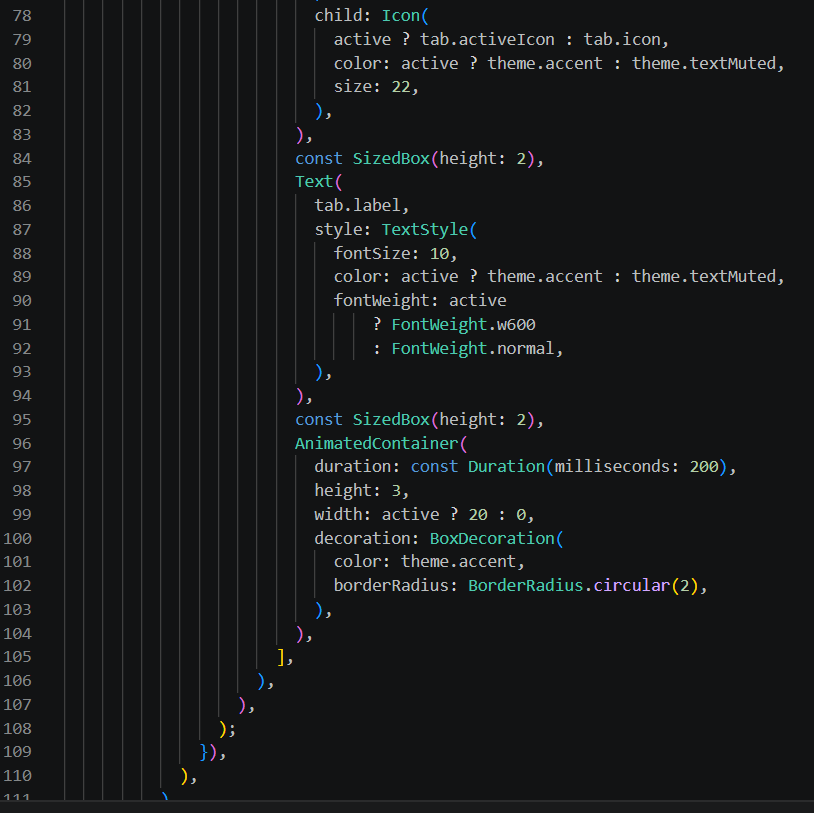 78 child: Icon(
79 active ? tab.activeIcon : tab.icon,
80 color: active ? theme.accent : theme.textMuted,
81 size: 22,
82 ),
83 ),
84 const SizedBox(height: 2),
85 Text(
86 tab.label,
87 style: TextStyle(
88 fontSize: 10,
89 color: active ? theme.accent : theme.textMuted,
90 fontWeight: active
91 ? FontWeight.w600
92 : FontWeight.normal,
93 ),
94 ),
95 const SizedBox(height: 2),
96 AnimatedContainer(
97 duration: const Duration(milliseconds: 200),
98 height: 3,
99 width: active ? 20 : 0,
100 decoration: BoxDecoration(
101 color: theme.accent,
102 borderRadius: BorderRadius.circular(2),
103 ),
104 ),
105 ],
106 ),
107 ),
108 );
109 }),
110 ),
111 )